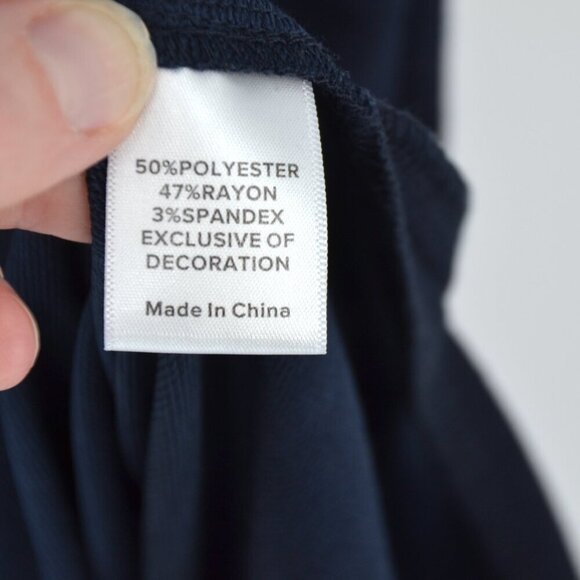 50%POLYESTER
47%RAYON
3%SPANDEX
EXCLUSIVE OF
DECORATION
Made In China